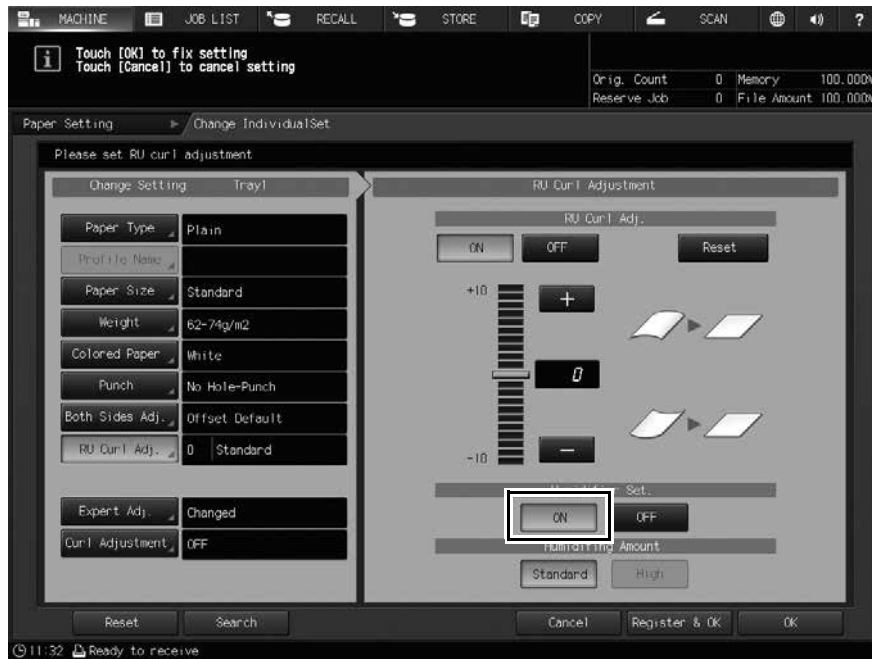 MACHINE JOB LIST RECALL STORE COPY SCAN ?
i Touch [OK] to fix setting
Touch [Cancel] to cancel setting
Orig. Count 0 Memory 100.000%
Reserve Job 0 File Amount 100.000%
Paper Setting Change IndividualSet
Please set RU curl adjustment
Change Setting Tray1
RU Curl Adjustment
Paper Type Plain
Profile Name
Paper Size Standard
Weight 62-74g/m2
Colored Paper White
Punch No Hole-Punch
Both Sides Adj. Offset Default
RU Curl Adj. 0 Standard
Expert Adj. Changed
Curl Adjustment OFF
RU Curl Adj.
ON OFF Reset
+10
+
0
-10
−
Set.
ON OFF
Humidifing Amount
Standard High
Reset Search Cancel Register & OK OK
11:32 Ready to receive